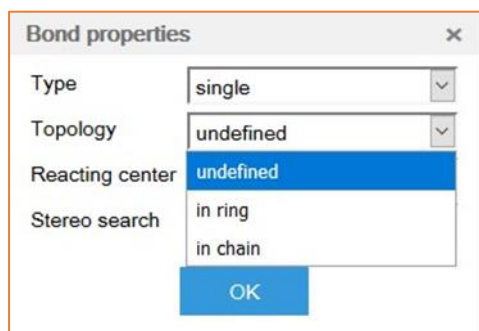 Bond properties ×
Type single
Topology undefined
Reacting center undefined
Stereo search in ring
in chain
OK